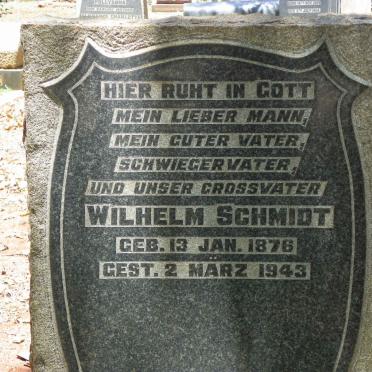 HIER RUHT IN GOTT
MEIN LIEBER MANN,
MEIN GUTER VATER,
SCHWIEGERVATER,
UND UNSER GROSSVATER
WILHELM SCHMIDT
GEB. 13 JAN. 1876
GEST. 2 MÄRZ 1943